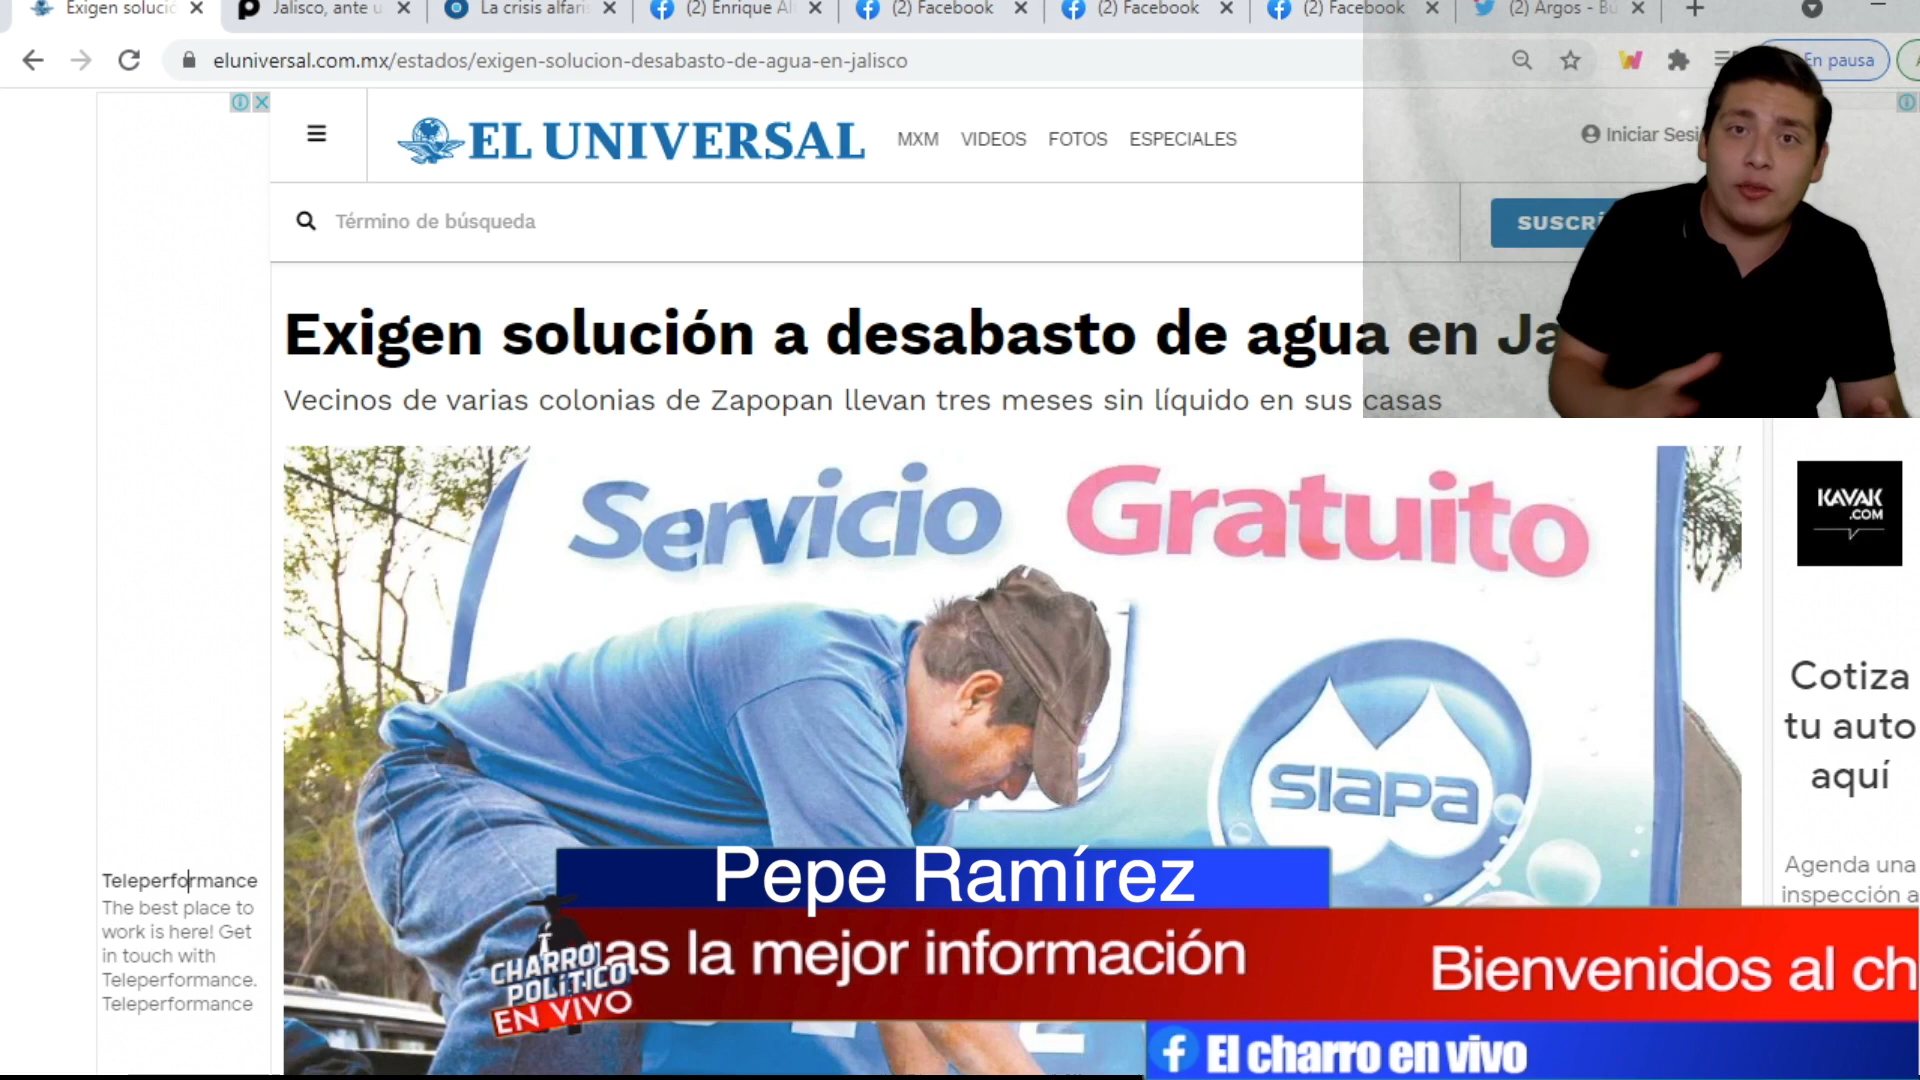 Exigen solució
Jalisco, ante u
La crisis alfaris
(2) Enrique Al
(2) Facebook
(2) Facebook
(2) Facebook
(2) Argos - Bú
eluniversal.com.mx/estados/exigen-solucion-desabasto-de-agua-en-jalisco
En pausa
EL UNIVERSAL
MXM VIDEOS FOTOS ESPECIALES
Iniciar Sesi
Término de búsqueda
SUSCRÍ
Exigen solución a desabasto de agua en Ja
Vecinos de varias colonias de Zapopan llevan tres meses sin líquido en sus casas
Servicio Gratuito
SIAPA
KAVAK
.COM
Cotiza
tu auto
aquí
Agenda una
inspección a
Teleperformance
The best place to
work is here! Get
in touch with
Teleperformance.
Teleperformance
Pepe Ramírez
as la mejor información
Bienvenidos al ch
CHARRO
POLÍTICO
EN VIVO
El charro en vivo